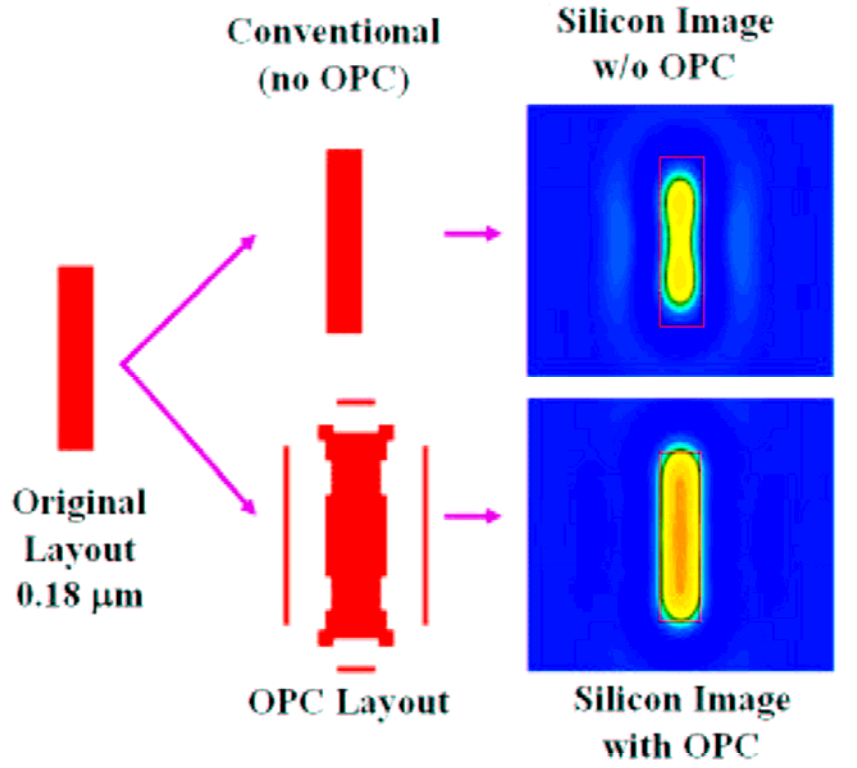 Conventional
(no OPC)
Silicon Image
w/o OPC
Original
Layout
0.18 μm
OPC Layout
Silicon Image
with OPC